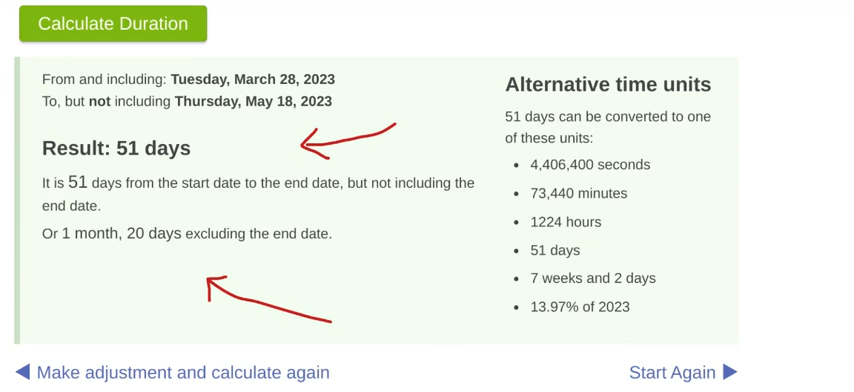 Calculate Duration
From and including: Tuesday, March 28, 2023
To, but not including Thursday, May 18, 2023
Result: 51 days
It is 51 days from the start date to the end date, but not including the
end date.
Or 1 month, 20 days excluding the end date.
Alternative time units
51 days can be converted to one
of these units:
• 4,406,400 seconds
• 73,440 minutes
• 1224 hours
• 51 days
• 7 weeks and 2 days
• 13.97% of 2023
◀ Make adjustment and calculate again
Start Again ▶